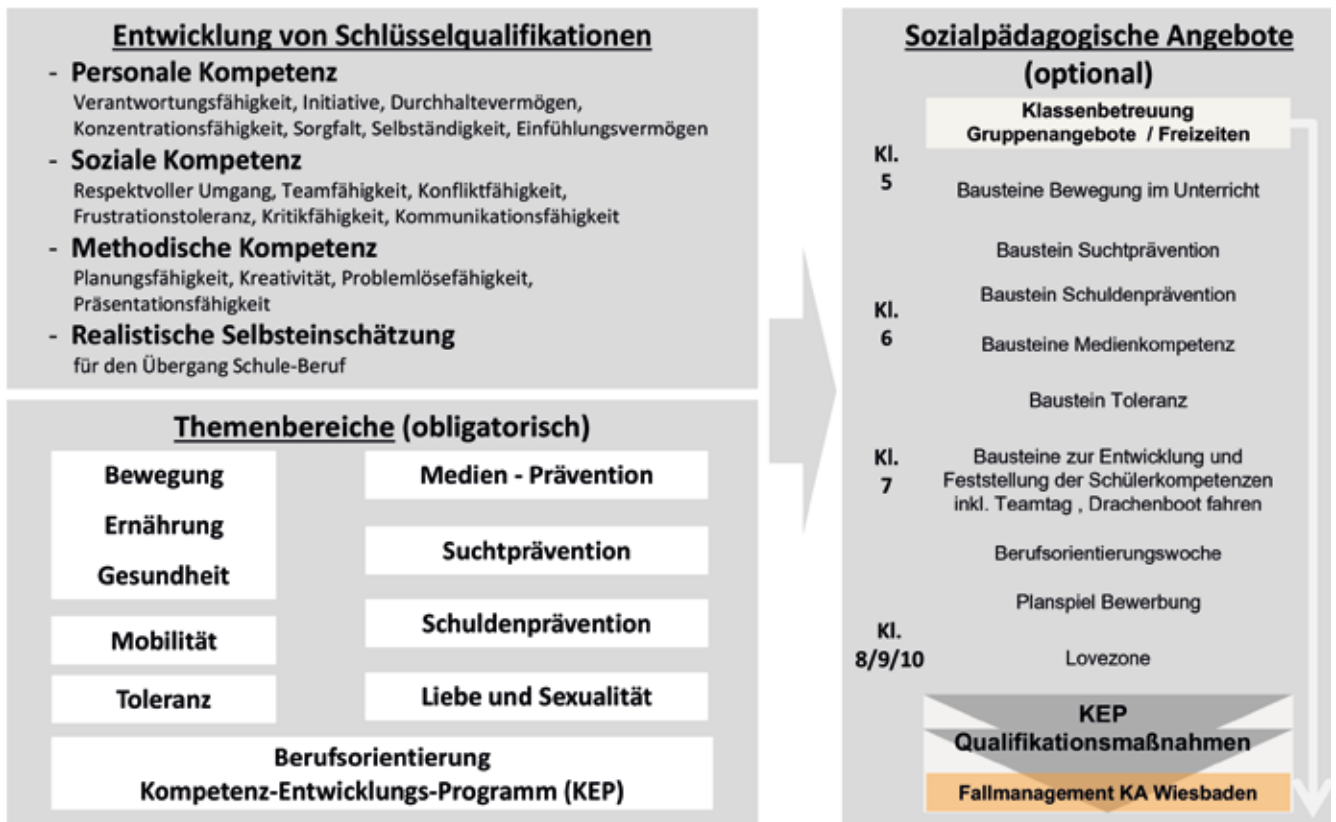 Entwicklung von Schlüsselqualifikationen
- Personale Kompetenz
Verantwortungsfähigkeit, Initiative, Durchhaltevermögen,
Konzentrationsfähigkeit, Sorgfalt, Selbständigkeit, Einfühlungsvermögen
- Soziale Kompetenz
Respektvoller Umgang, Teamfähigkeit, Konfliktfähigkeit,
Frustrationstoleranz, Kritikfähigkeit, Kommunikationsfähigkeit
- Methodische Kompetenz
Planungsfähigkeit, Kreativität, Problemlösefähigkeit,
Präsentationsfähigkeit
- Realistische Selbsteinschätzung
für den Übergang Schule-Beruf
Themenbereiche (obligatorisch)
Bewegung
Ernährung
Gesundheit
Mobilität
Toleranz
Medien - Prävention
Suchtprävention
Schuldenprävention
Liebe und Sexualität
Berufsorientierung
Kompetenz-Entwicklungs-Programm (KEP)
Sozialpädagogische Angebote
(optional)
Klassenbetreuung
Gruppenangebote / Freizeiten
Kl.
5
Bausteine Bewegung im Unterricht
Baustein Suchtprävention
Baustein Schuldenprävention
Kl.
6
Bausteine Medienkompetenz
Baustein Toleranz
Kl.
7
Bausteine zur Entwicklung und
Feststellung der Schülerkompetenzen
inkl. Teamtag , Drachenboot fahren
Berufsorientierungswoche
Planspiel Bewerbung
Kl.
8/9/10
Lovezone
KEP
Qualifikationsmaßnahmen
Fallmanagement KA Wiesbaden